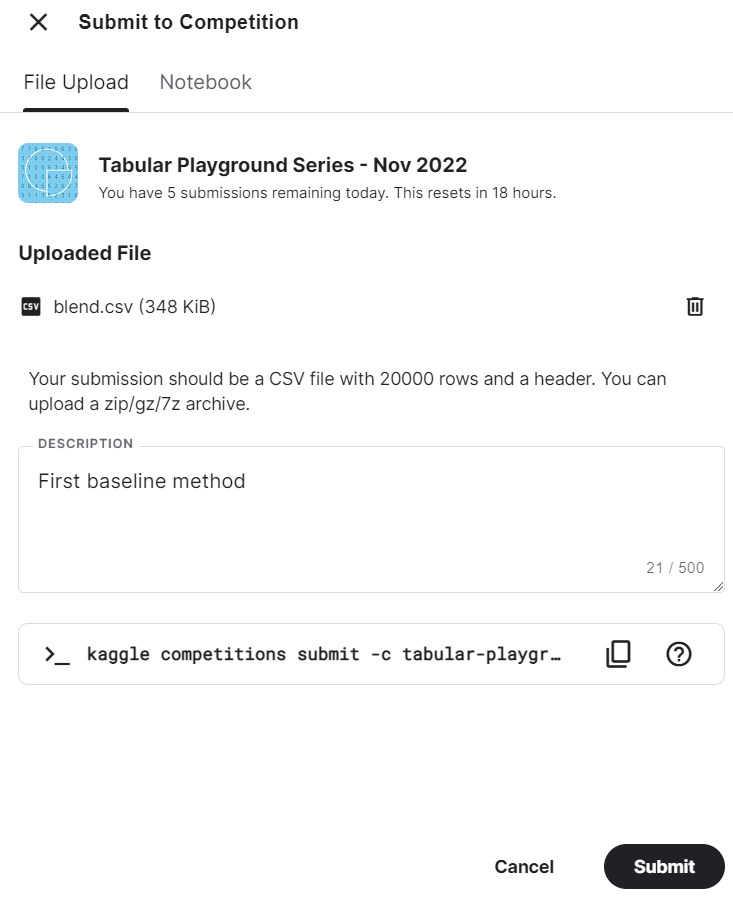 Submit to Competition
File Upload
Notebook
Tabular Playground Series - Nov 2022
You have 5 submissions remaining today. This resets in 18 hours.
Uploaded File
CSV
blend.csv (348 KiB)
Your submission should be a CSV file with 20000 rows and a header. You can
upload a zip/gz/7z archive.
DESCRIPTION
First baseline method
21 / 500
>_ kaggle competitions submit -c tabular-playgr…
Cancel
Submit